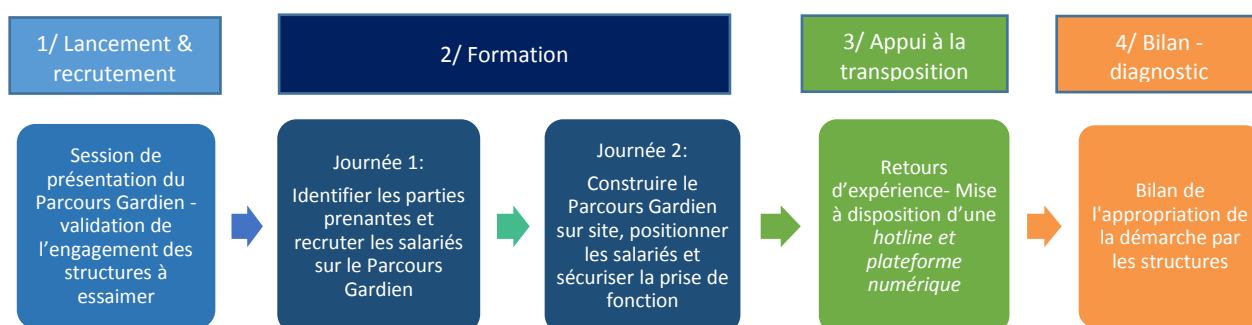 1/ Lancement &
recrutement
2/ Formation
3/ Appui à la
transposition
4/ Bilan -
diagnostic
Session de
présentation du
Parcours Gardien -
validation de
l’engagement des
structures à
essaimer
Journée 1:
Identifier les parties
prenantes et
recruter les salariés
sur le Parcours
Gardien
Journée 2:
Construire le
Parcours Gardien
sur site, positionner
les salariés et
sécuriser la prise de
fonction
Retours
d’expérience- Mise
à disposition d’une
hotline et
plateforme
numérique
Bilan de
l'appropriation de
la démarche par
les structures